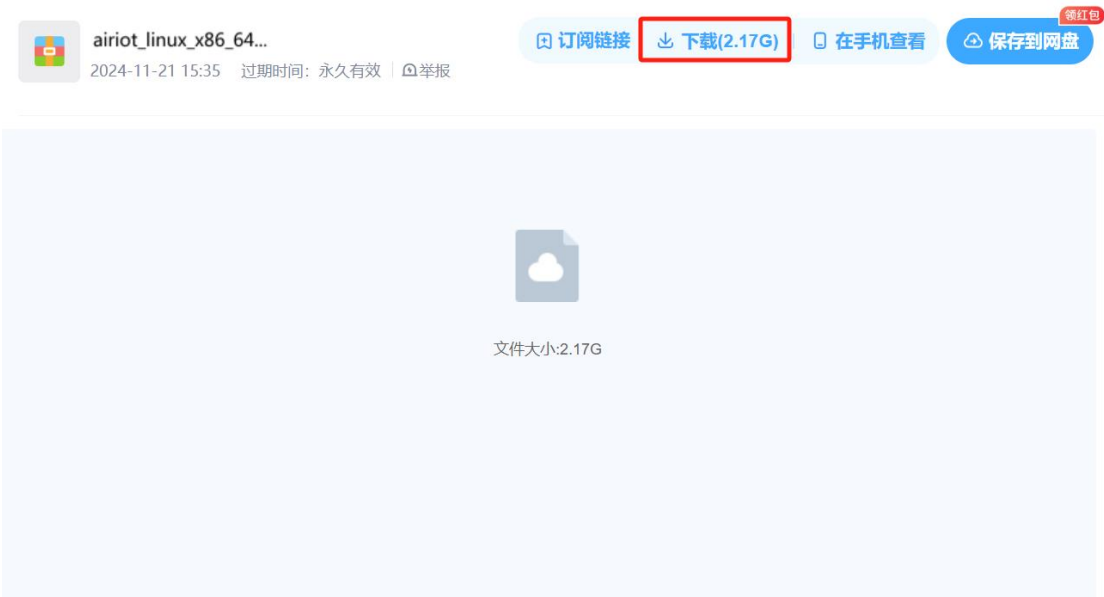 领红包
airiot_linux_x86_64...
订阅链接 下载(2.17G) 在手机查看 保存到网盘
2024-11-21 15:35 过期时间：永久有效 举报
文件大小:2.17G